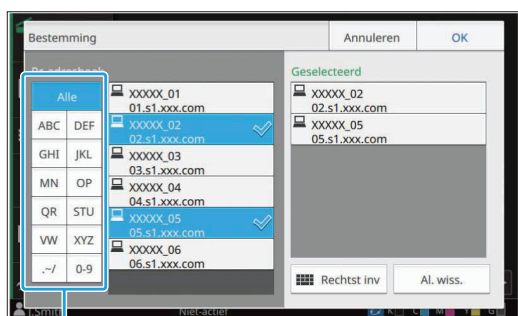 Bestemming
Annuleren
OK
Pc-adresboek
Geselecteerd
Alle
ABC DEF
GHI JKL
MN OP
QR STU
VW XYZ
.~/ 0-9
XXXXX_01
01.s1.xxx.com
XXXXX_02
02.s1.xxx.com
XXXXX_03
03.s1.xxx.com
XXXXX_04
04.s1.xxx.com
XXXXX_05
05.s1.xxx.com
XXXXX_06
06.s1.xxx.com
XXXXX_02
02.s1.xxx.com
XXXXX_05
05.s1.xxx.com
Rechtst inv
Al. wiss.
I.Smith
Niet-actief
K C M Y G